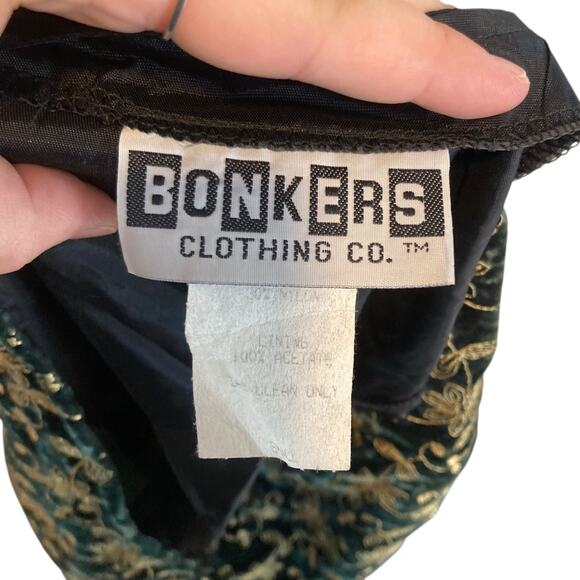 BONKERS
CLOTHING CO.™
LINING
100% ACETATE
CLEAN ONLY